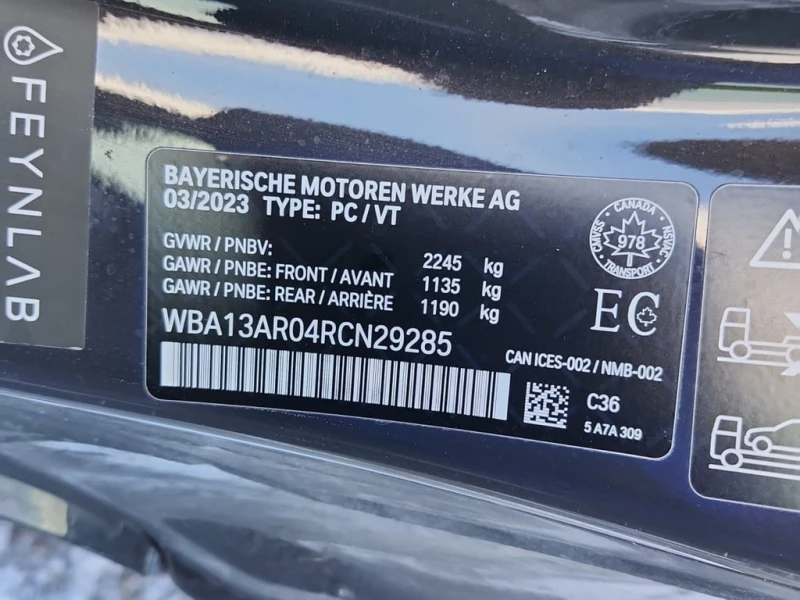 FEYNLAB
BAYERISCHE MOTOREN WERKE AG
03/2023 TYPE: PC / VT
GVWR / PNBV: 2245 kg
GAWR / PNBE: FRONT / AVANT 1135 kg
GAWR / PNBE: REAR / ARRIÈRE 1190 kg
WBA13AR04RCN29285
CANADA
CMVSS 978 NSVAC
TRANSPORT
EC
CAN ICES-002 / NMB-002
C36
5 A7A 309